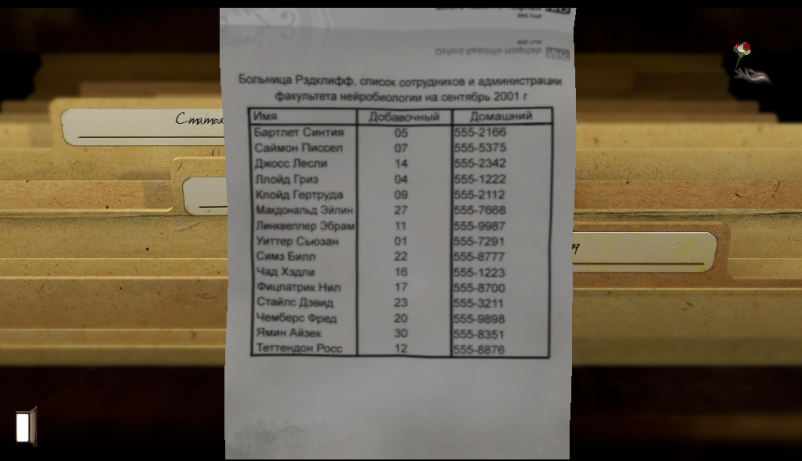 Больница Рэдклифф, список сотрудников и администрации
факультета нейробиологии на сентябрь 2001 г
Имя Добавочный Домашний
Бартлет Синтия 05 555-2166
Саймон Писсел 07 555-5375
Джосс Лесли 14 555-2342
Ллойд Гриз 04 555-1222
Клойд Гертруда 09 555-2112
Макдональд Эйлин 27 555-7668
Линквеллер Эбрам 11 555-9987
Уиттер Сьюзан 01 555-7291
Симз Билл 22 555-8777
Чад Хэдли 16 555-1223
Фицпатрик Нил 17 555-8700
Стайлс Дэвид 23 555-3211
Чемберс Фред 20 555-9898
Ямин Айзек 30 555-8351
Теттендон Росс 12 555-8876